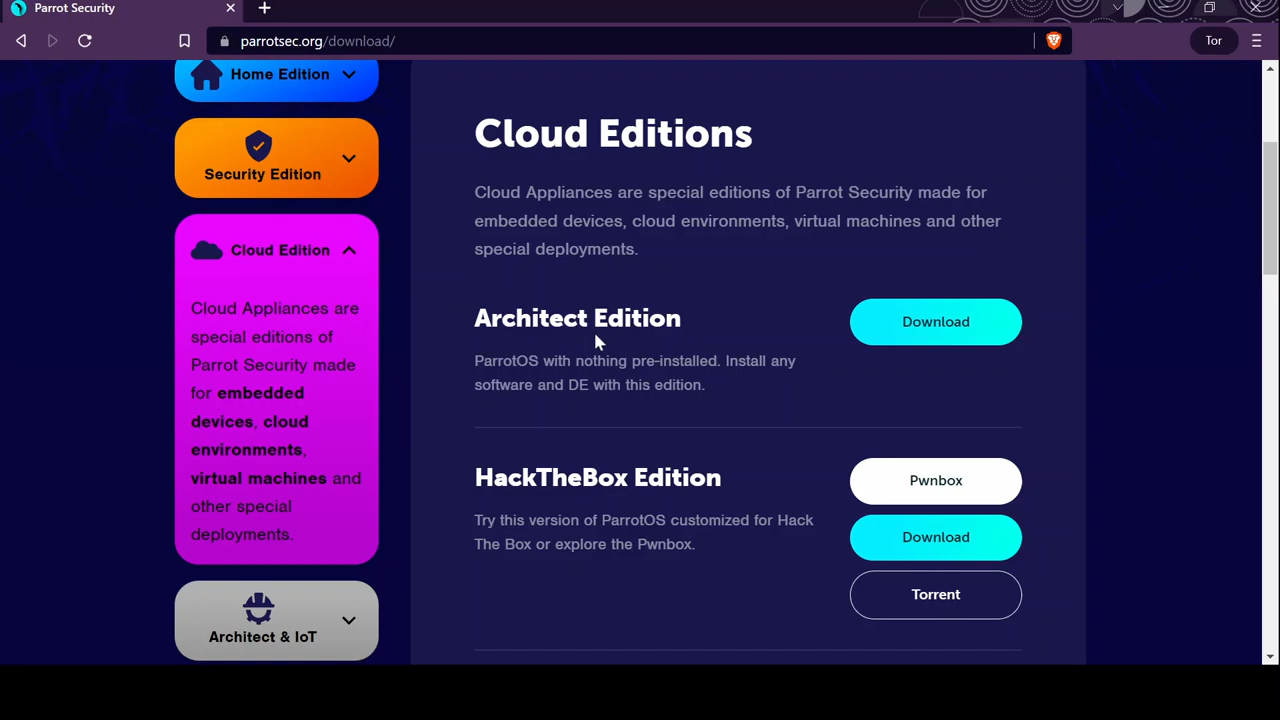 Parrot Security
parrotsec.org/download/
Tor
Home Edition
Security Edition
Cloud Edition
Cloud Appliances are
special editions of
Parrot Security made
for embedded
devices, cloud
environments,
virtual machines and
other special
deployments.
Architect & IoT
Cloud Editions
Cloud Appliances are special editions of Parrot Security made for
embedded devices, cloud environments, virtual machines and other
special deployments.
Architect Edition
Download
ParrotOS with nothing pre-installed. Install any
software and DE with this edition.
HackTheBox Edition
Pwnbox
Try this version of ParrotOS customized for Hack
The Box or explore the Pwnbox.
Download
Torrent